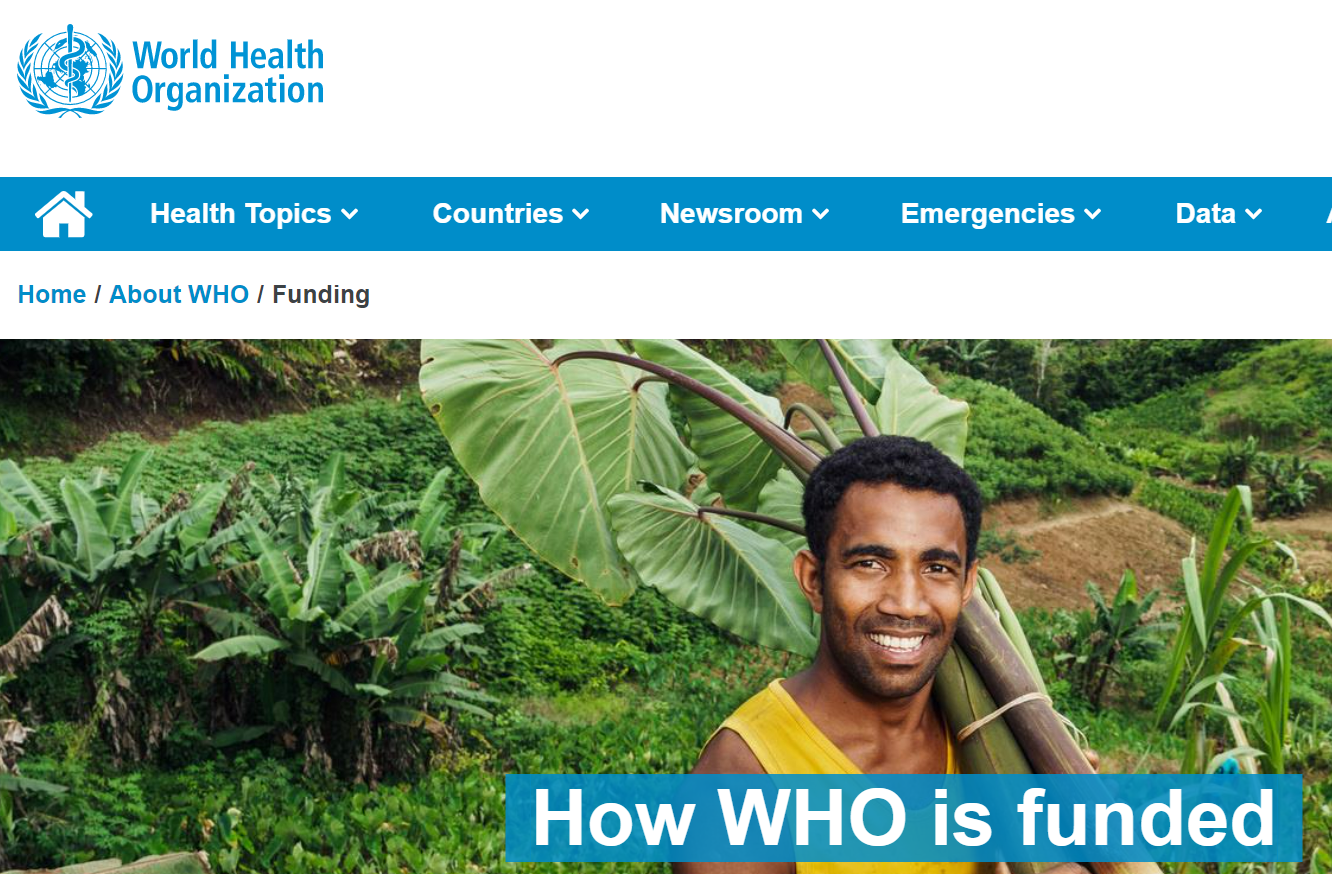 World Health
Organization
Health Topics
Countries
Newsroom
Emergencies
Data
Home / About WHO / Funding
How WHO is funded